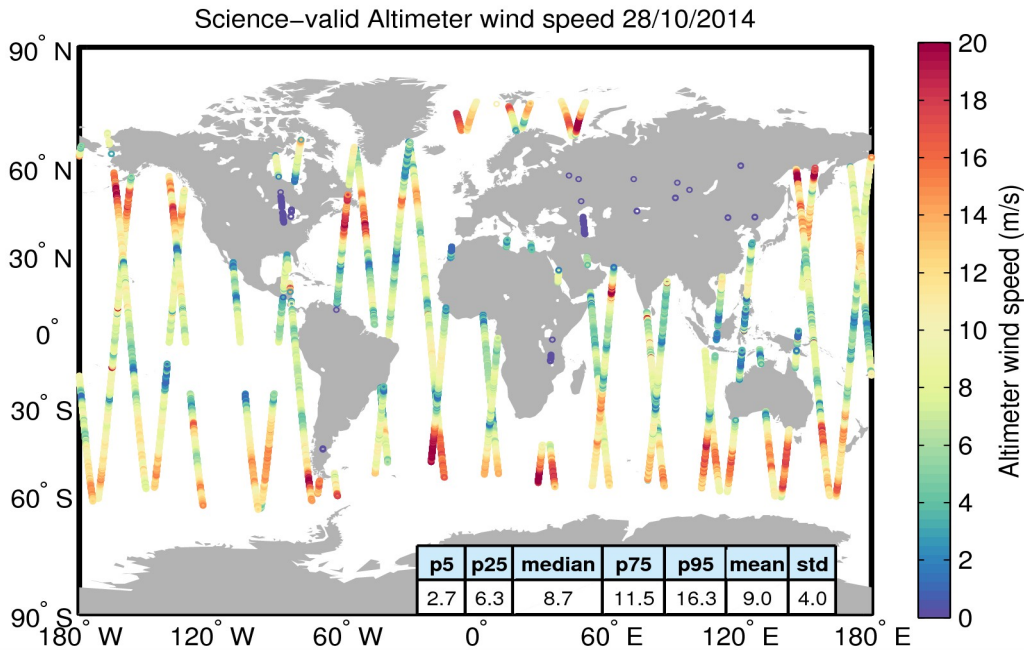 Science−valid Altimeter wind speed 28/10/2014
90° N
60° N
30° N
0°
30° S
60° S
90° S
180° W
120° W
60° W
0°
60° E
120° E
180° E
p5 p25 median p75 p95 mean std
2.7 6.3 8.7 11.5 16.3 9.0 4.0
20
18
16
14
12
10
8
6
4
2
0
Altimeter wind speed (m/s)